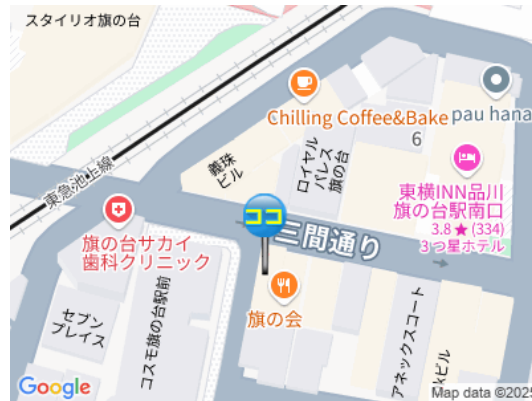 スタイリオ旗の台
Chilling Coffee&Bake
pau hana
6
義珠
ビル
ロイヤル
パレス
旗の台
東急池上線
東横INN品川
旗の台駅南口
3.8★(334)
3つ星ホテル
ココ
三間通り
旗の台サカイ
歯科クリニック
セブン
プレイス
コスモ旗の台駅前
旗の会
アネックスコート
kビル
Google
Map data ©2025